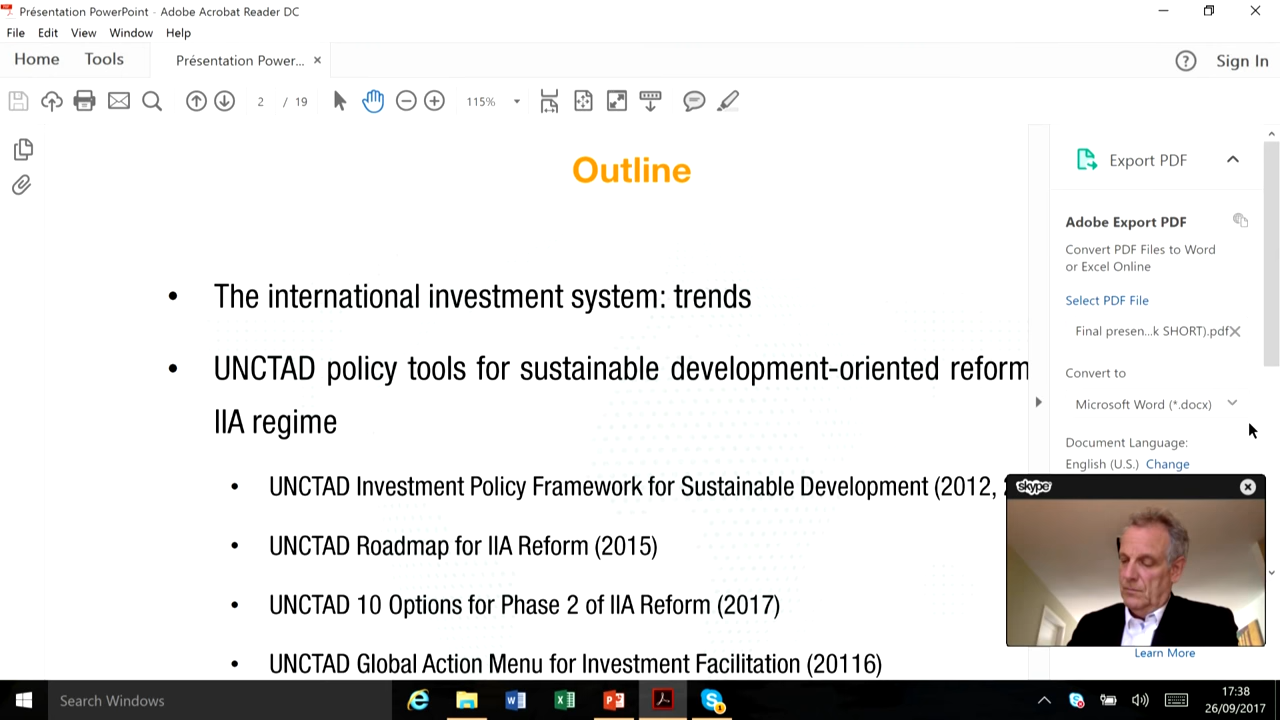 Présentation PowerPoint - Adobe Acrobat Reader DC
File Edit View Window Help
Home Tools Présentation Power... ×
Sign In
2 / 19
115%
Outline
• The international investment system: trends
• UNCTAD policy tools for sustainable development-oriented reform
IIA regime
• UNCTAD Investment Policy Framework for Sustainable Development (2012,
• UNCTAD Roadmap for IIA Reform (2015)
• UNCTAD 10 Options for Phase 2 of IIA Reform (2017)
• UNCTAD Global Action Menu for Investment Facilitation (20116)
Export PDF
Adobe Export PDF
Convert PDF Files to Word
or Excel Online
Select PDF File
Final presen...k SHORT).pdf
Convert to
Microsoft Word (*.docx)
Document Language:
English (U.S.) Change
skype
Learn More
Search Windows
17:38
26/09/2017